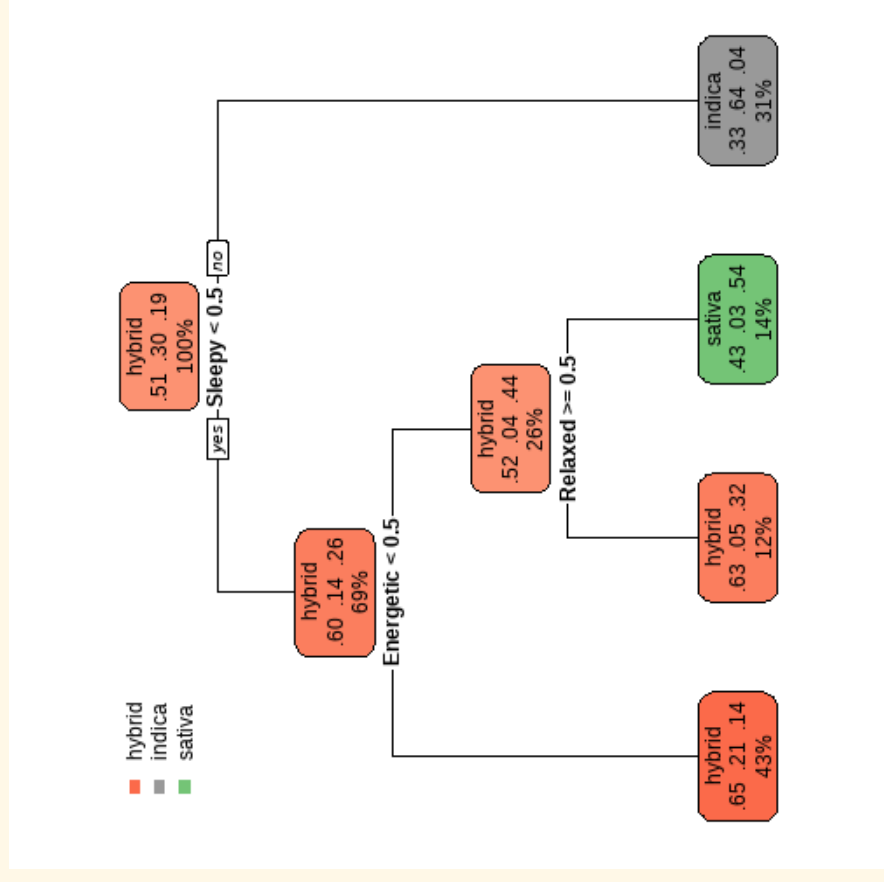 hybrid
indica
sativa
hybrid
.51 .30 .19
100%
yes
Sleepy < 0.5
no
hybrid
.60 .14 .26
69%
Energetic < 0.5
hybrid
.52 .04 .44
26%
Relaxed >= 0.5
hybrid
.65 .21 .14
43%
hybrid
.63 .05 .32
12%
sativa
.43 .03 .54
14%
indica
.33 .64 .04
31%